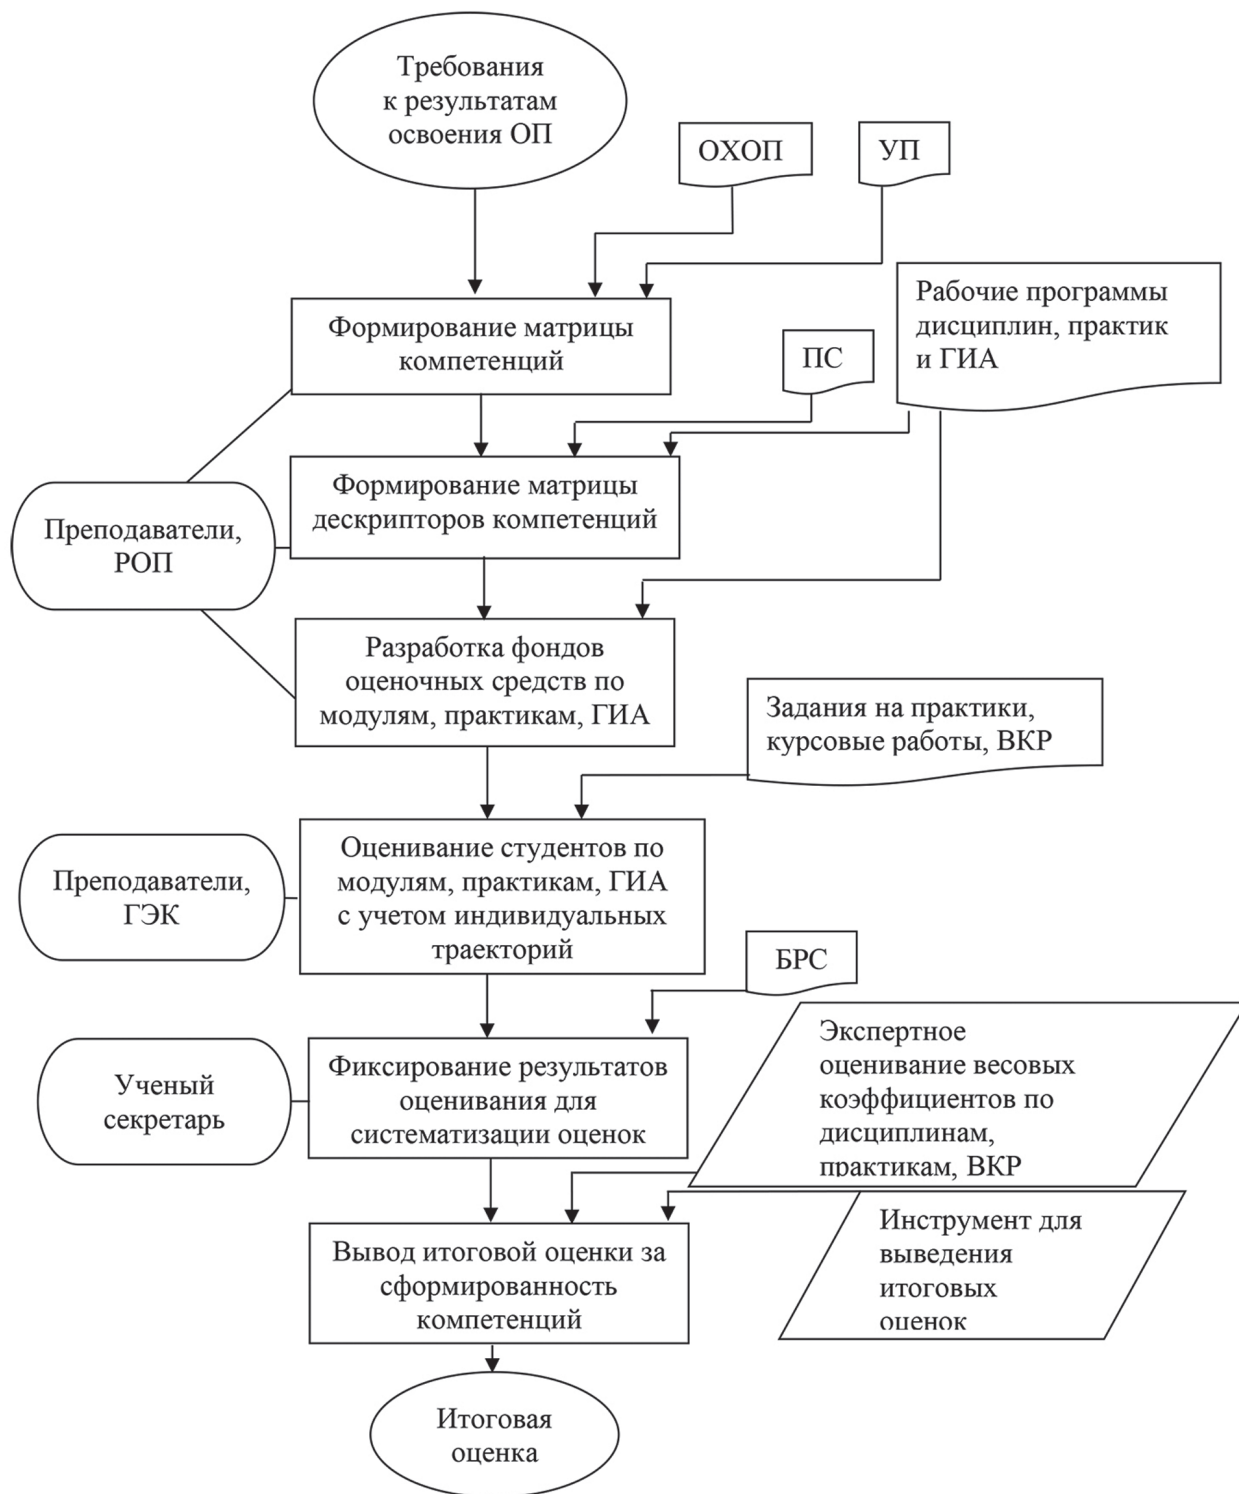 Требования
к результатам
освоения ОП
ОХОП
УП
Формирование матрицы
компетенций
Рабочие программы
дисциплин, практик
и ГИА
ПС
Формирование матрицы
дескрипторов компетенций
Преподаватели,
РОП
Разработка фондов
оценочных средств по
модулям, практикам, ГИА
Задания на практики,
курсовые работы, ВКР
Оценивание студентов по
модулям, практикам, ГИА
с учетом индивидуальных
траекторий
Преподаватели,
ГЭК
БРС
Фиксирование результатов
оценивания для
систематизации оценок
Ученый
секретарь
Экспертное
оценивание весовых
коэффициентов по
дисциплинам,
практикам, ВКР
Вывод итоговой оценки за
сформированность
компетенций
Инструмент для
выведения
итоговых
оценок
Итоговая
оценка